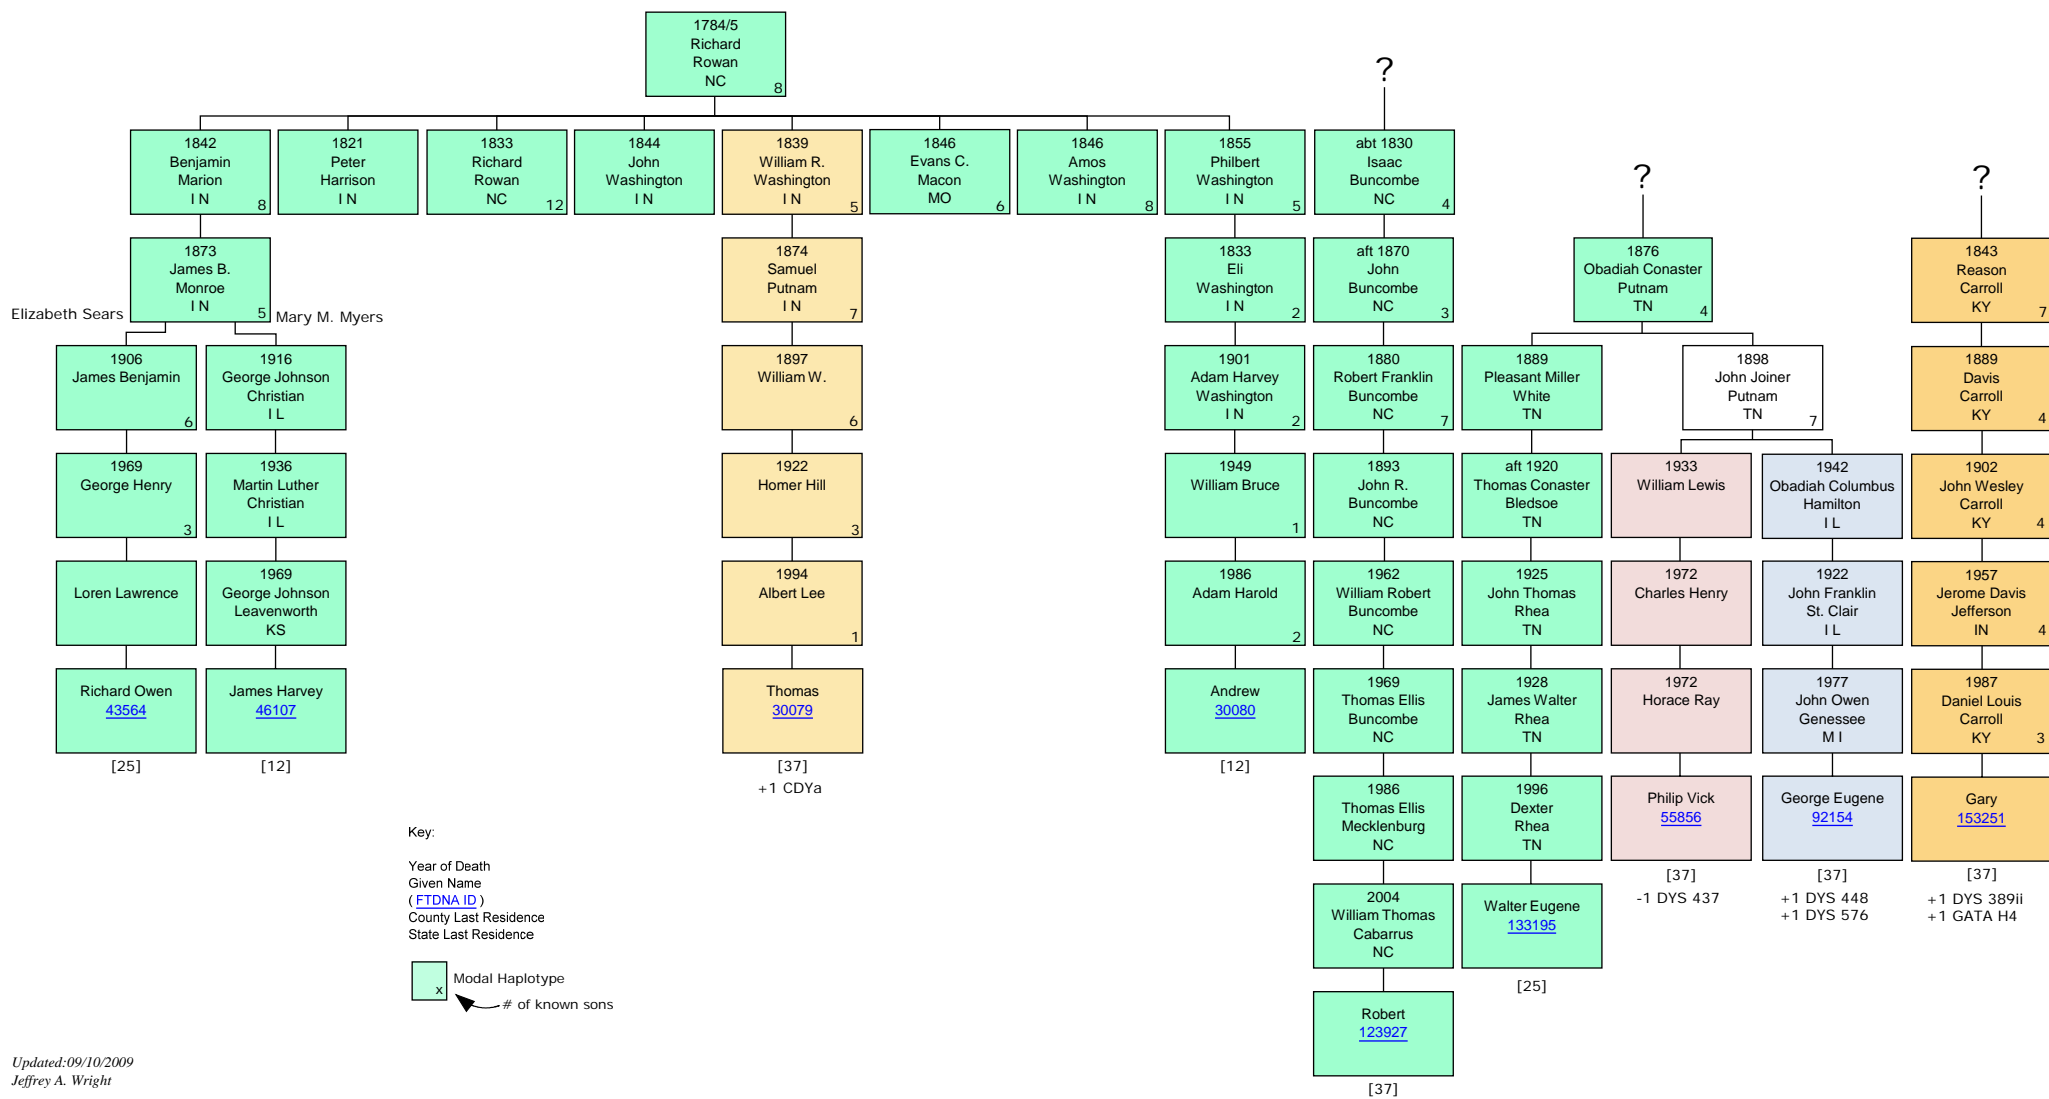 1784/5
Richard
Rowan
NC
8
?
1842
Benjamin
Marion
I N
8
1821
Peter
Harrison
I N
1833
Richard
Rowan
NC
12
1844
John
Washington
I N
1839
William R.
Washington
I N
5
1846
Evans C.
Macon
MO
6
1846
Amos
Washington
I N
8
1855
Philbert
Washington
I N
5
abt 1830
Isaac
Buncombe
NC
4
?
?
1873
James B.
Monroe
I N
5
Elizabeth Sears
Mary M. Myers
1874
Samuel
Putnam
I N
7
1833
Eli
Washington
I N
2
aft 1870
John
Buncombe
NC
3
1876
Obadiah Conaster
Putnam
TN
4
1843
Reason
Carroll
KY
7
1906
James Benjamin
6
1916
George Johnson
Christian
I L
1897
William W.
6
1901
Adam Harvey
Washington
I N
2
1880
Robert Franklin
Buncombe
NC
7
1889
Pleasant Miller
White
TN
1898
John Joiner
Putnam
TN
7
1889
Davis
Carroll
KY
4
1969
George Henry
3
1936
Martin Luther
Christian
I L
1922
Homer Hill
3
1949
William Bruce
1
1893
John R.
Buncombe
NC
aft 1920
Thomas Conaster
Bledsoe
TN
1933
William Lewis
1942
Obadiah Columbus
Hamilton
I L
1902
John Wesley
Carroll
KY
4
Loren Lawrence
1969
George Johnson
Leavenworth
KS
1994
Albert Lee
1
1986
Adam Harold
2
1962
William Robert
Buncombe
NC
1925
John Thomas
Rhea
TN
1972
Charles Henry
1922
John Franklin
St. Clair
I L
1957
Jerome Davis
Jefferson
IN
4
Richard Owen
43564
[25]
James Harvey
46107
[12]
Thomas
30079
[37]
+1 CDYa
Andrew
30080
[12]
1969
Thomas Ellis
Buncombe
NC
1928
James Walter
Rhea
TN
1972
Horace Ray
1977
John Owen
Genessee
M I
1987
Daniel Louis
Carroll
KY
3
1986
Thomas Ellis
Mecklenburg
NC
1996
Dexter
Rhea
TN
Philip Vick
55856
[37]
-1 DYS 437
George Eugene
92154
[37]
+1 DYS 448
+1 DYS 576
Gary
153251
[37]
+1 DYS 389ii
+1 GATA H4
2004
William Thomas
Cabarrus
NC
Walter Eugene
133195
[25]
Robert
123927
[37]
Key:
Year of Death
Given Name
( FTDNA ID )
County Last Residence
State Last Residence
x
Modal Haplotype
# of known sons
Updated:09/10/2009
Jeffrey A. Wright